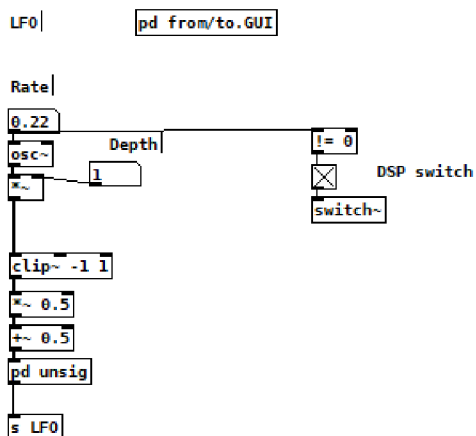 LFO pd from/to.GUI
Rate
0.22
Depth
!= 0
osc~
1
*~
DSP switch
switch~
clip~ -1 1
*~ 0.5
+~ 0.5
pd unsig
s LFO